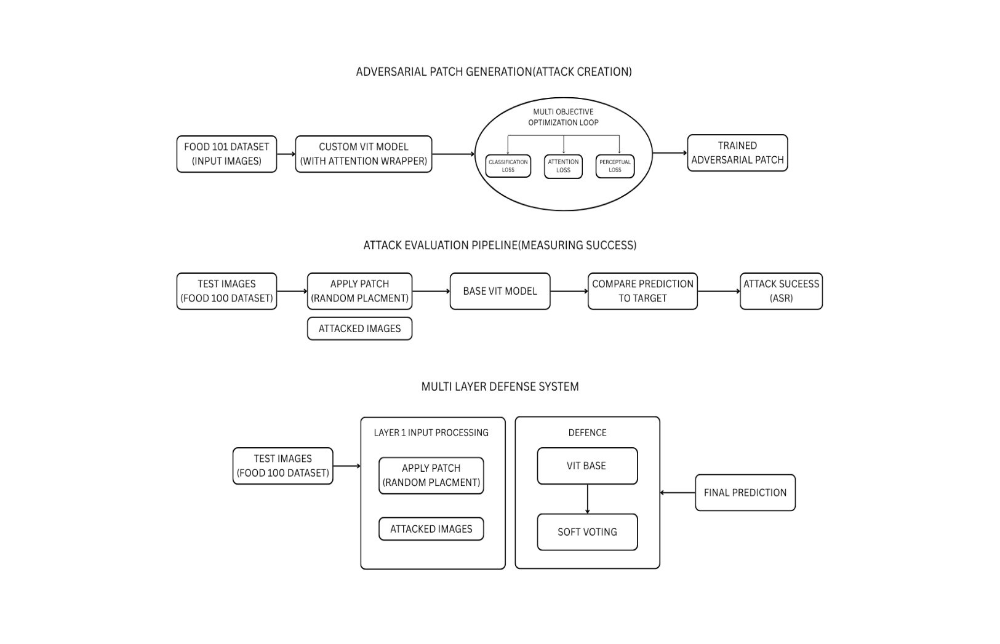 ADVERSARIAL PATCH GENERATION(ATTACK CREATION)
MULTI OBJECTIVE
OPTIMIZATION LOOP
FOOD 101 DATASET
(INPUT IMAGES)
CUSTOM VIT MODEL
(WITH ATTENTION WRAPPER)
CLASSIFICATION
LOSS
ATTENTION
LOSS
PERCEPTUAL
LOSS
TRAINED
ADVERSARIAL PATCH
ATTACK EVALUATION PIPELINE(MEASURING SUCCESS)
TEST IMAGES
(FOOD 100 DATASET)
APPLY PATCH
(RANDOM PLACMENT)
ATTACKED IMAGES
BASE VIT MODEL
COMPARE PREDICTION
TO TARGET
ATTACK SUCEESS
(ASR)
MULTI LAYER DEFENSE SYSTEM
TEST IMAGES
(FOOD 100 DATASET)
LAYER 1 INPUT PROCESSING
APPLY PATCH
(RANDOM PLACMENT)
ATTACKED IMAGES
DEFENCE
VIT BASE
SOFT VOTING
FINAL PREDICTION